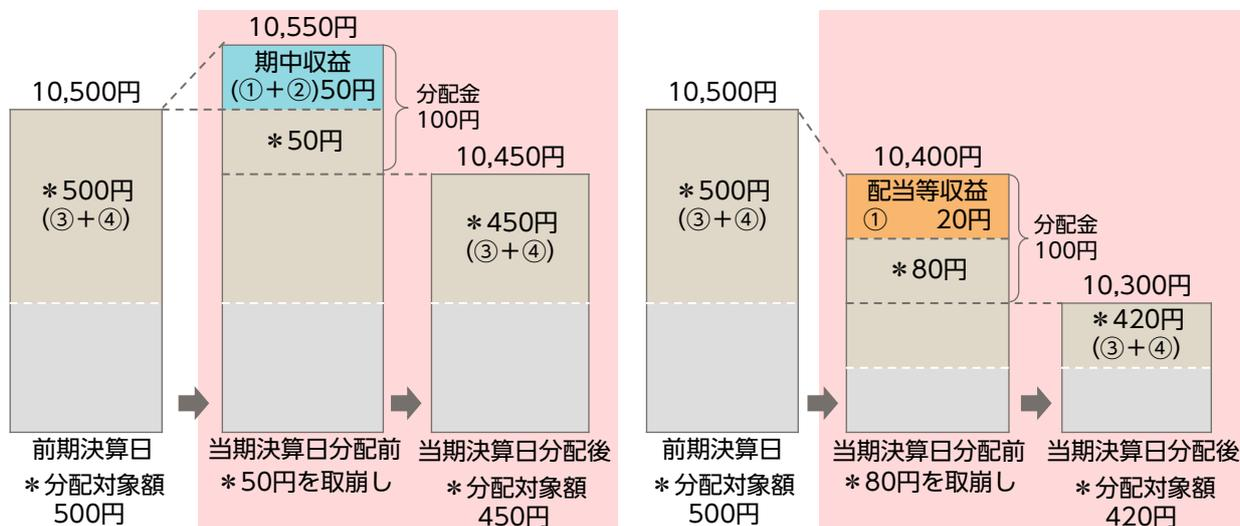 10,500円
＊500円
(③＋④)
前期決算日
＊分配対象額
500円
10,550円
期中収益
(①＋②)50円
＊50円
分配金
100円
当期決算日分配前
＊50円を取崩し
10,450円
＊450円
(③＋④)
当期決算日分配後
＊分配対象額
450円
10,500円
＊500円
(③＋④)
前期決算日
＊分配対象額
500円
10,400円
配当等収益
① 20円
＊80円
分配金
100円
当期決算日分配前
＊80円を取崩し
10,300円
＊420円
(③＋④)
当期決算日分配後
＊分配対象額
420円